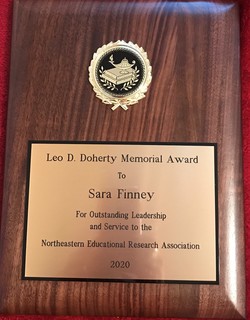 Leo D. Doherty Memorial Award
To
Sara Finney
For Outstanding Leadership
and Service to the
Northeastern Educational Research Association
2020